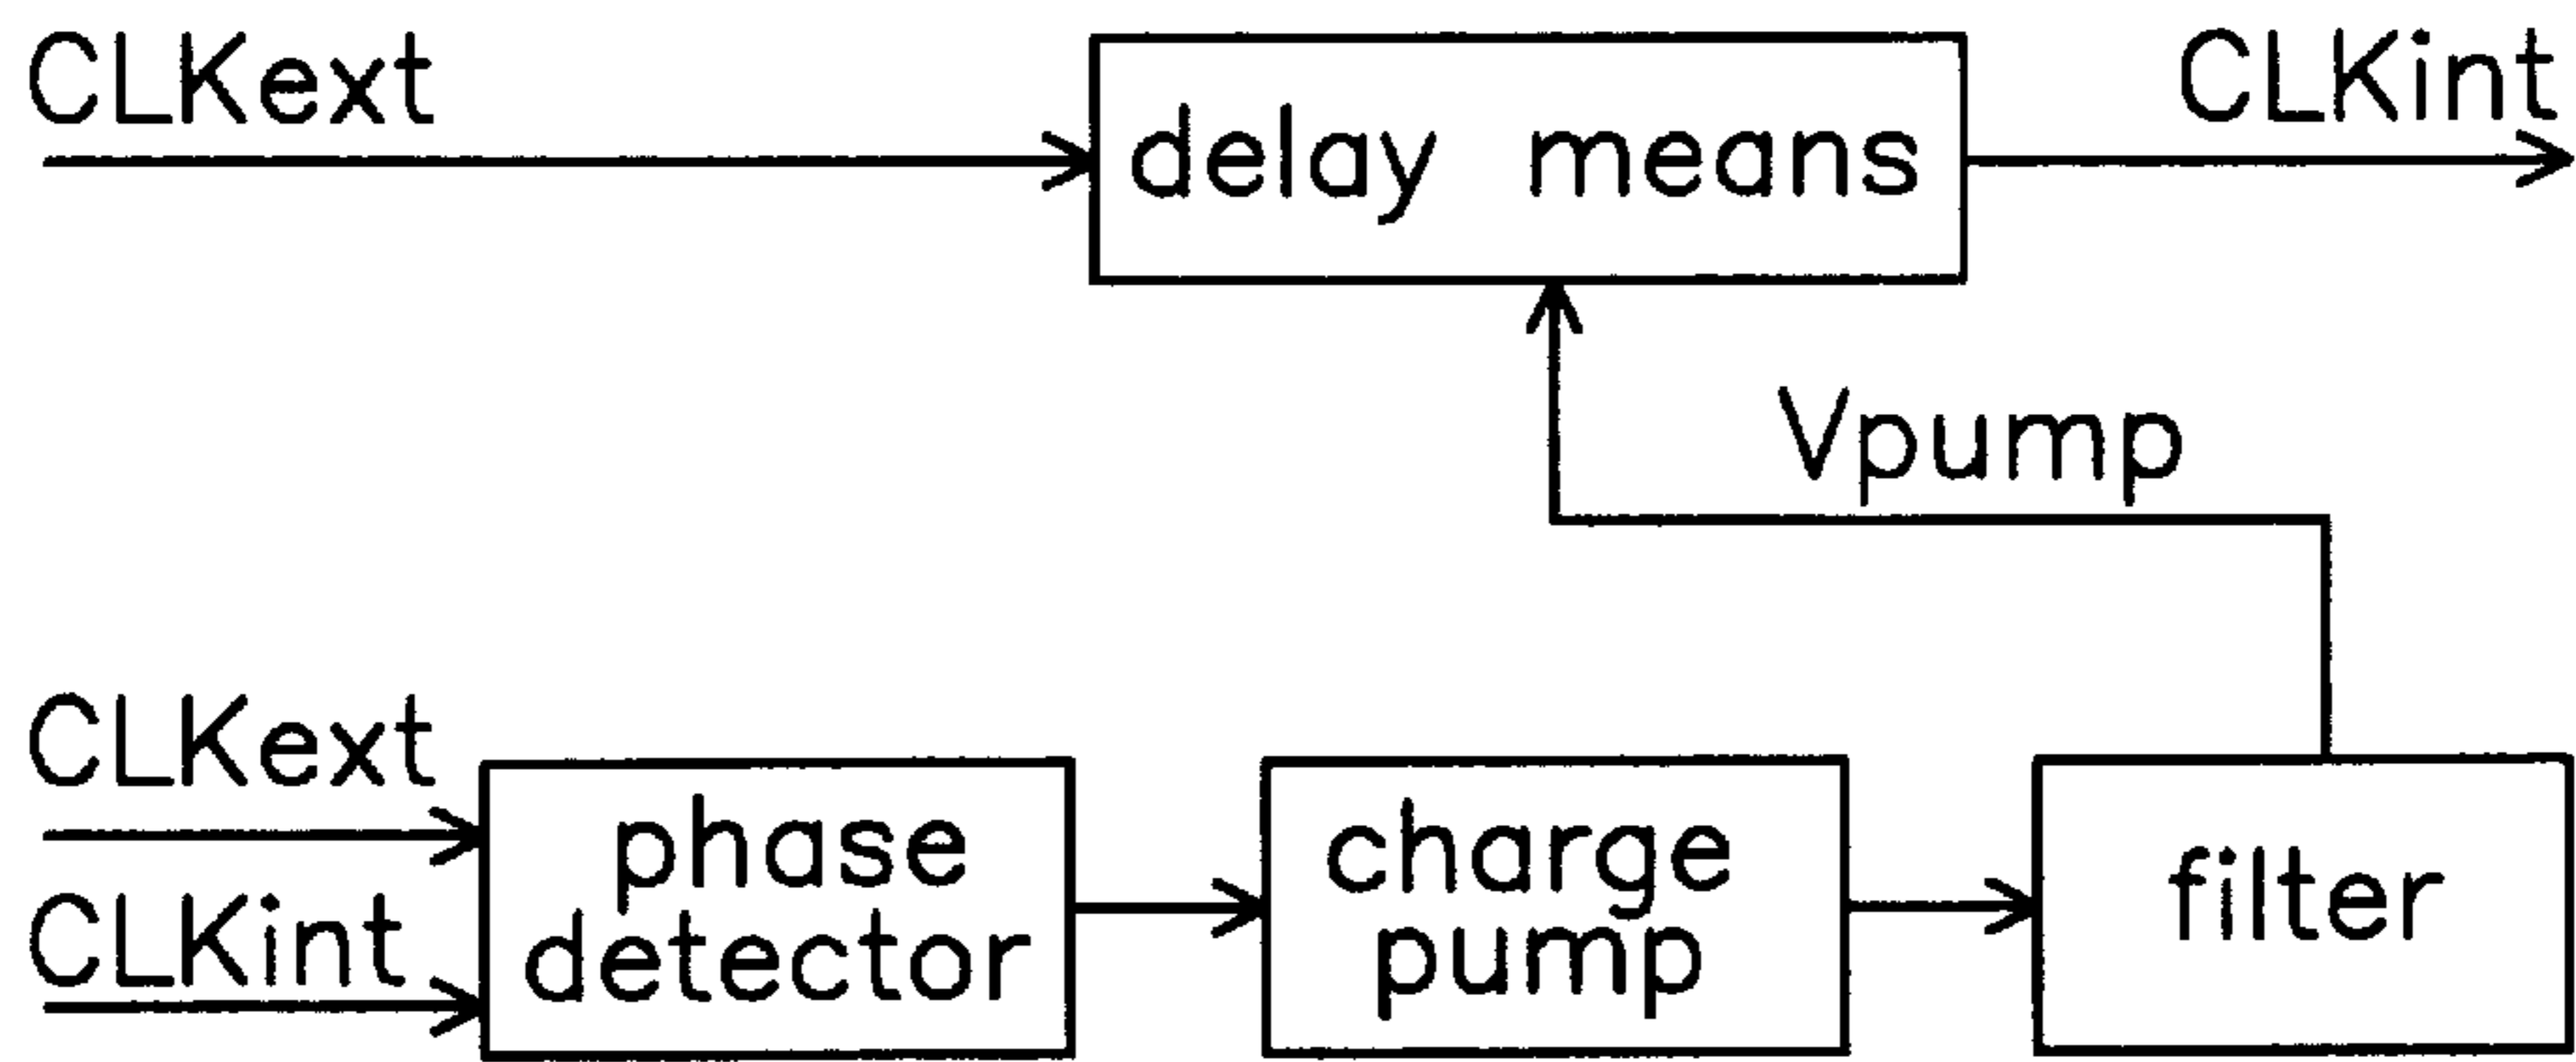 CLKext
delay means
CLKint
Vpump
CLKext
CLKint
phase
detector
charge
pump
filter